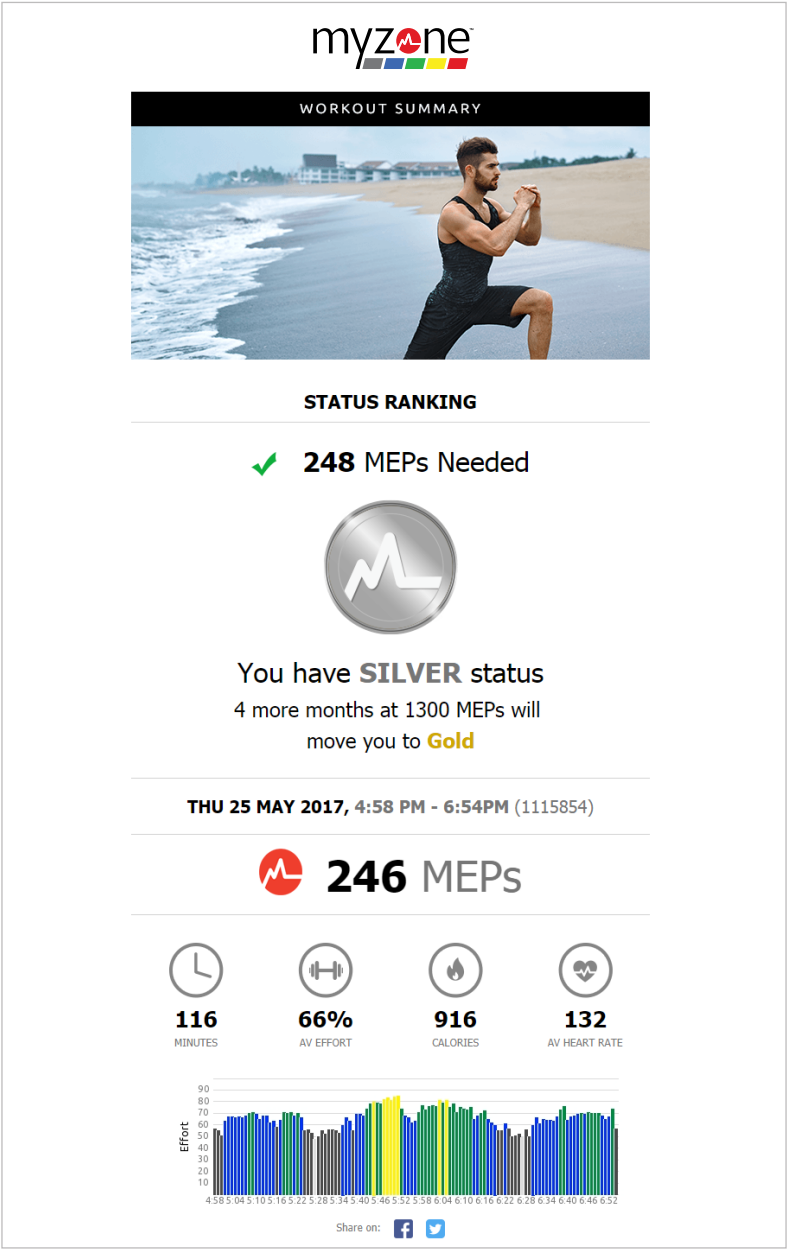 myzone™
WORKOUT SUMMARY
STATUS RANKING
248 MEPs Needed
You have SILVER status
4 more months at 1300 MEPs will
move you to Gold
THU 25 MAY 2017, 4:58 PM - 6:54PM (1115854)
246 MEPs
116 66% 916 132
MINUTES AV EFFORT CALORIES AV HEART RATE
Effort
90
80
70
60
50
40
30
20
10
4:58 5:04 5:10 5:16 5:22 5:28 5:34 5:40 5:46 5:52 5:58 6:04 6:10 6:16 6:22 6:28 6:34 6:40 6:46 6:52
Share on: